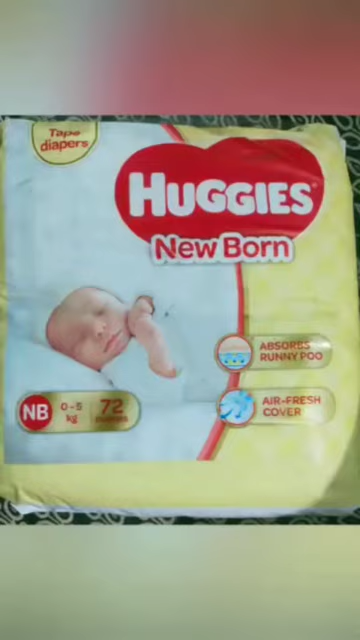 Tape
diapers
HUGGIES
New Born
ABSORBS
RUNNY POO
NB
0-5
kg
72
AIR-FRESH
COVER